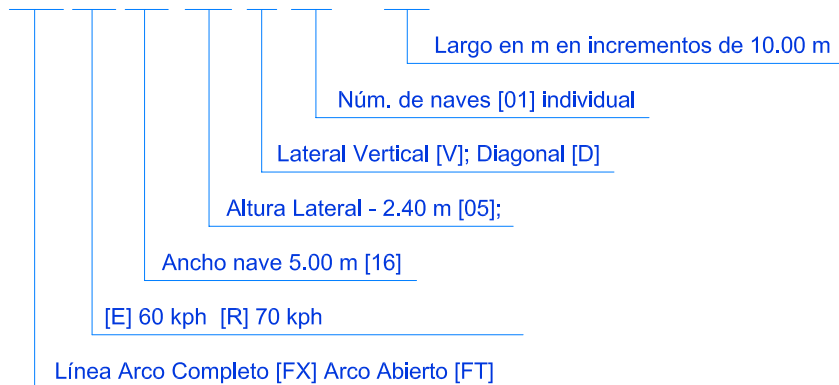 Largo en m en incrementos de 10.00 m
Núm. de naves [01] individual
Lateral Vertical [V]; Diagonal [D]
Altura Lateral - 2.40 m [05];
Ancho nave 5.00 m [16]
[E] 60 kph [R] 70 kph
Línea Arco Completo [FX] Arco Abierto [FT]